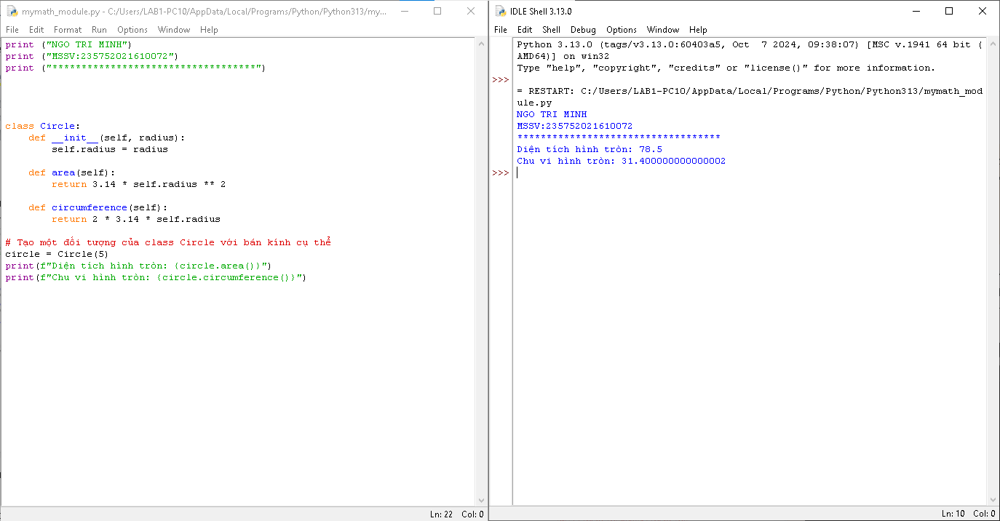 mymath_module.py - C:/Users/LAB1-PC10/AppData/Local/Programs/Python/Python313/my...
File Edit Format Run Options Window Help
print ("NGO TRI MINH")
print ("MSSV:235752021610072")
print ("***********************************")
class Circle:
    def __init__(self, radius):
        self.radius = radius
    def area(self):
        return 3.14 * self.radius ** 2
    def circumference(self):
        return 2 * 3.14 * self.radius
# Tạo một đối tượng của class Circle với bán kính cụ thể
circle = Circle(5)
print(f"Diện tích hình tròn: {circle.area()}")
print(f"Chu vi hình tròn: {circle.circumference()}")
Ln: 22 Col: 0
IDLE Shell 3.13.0
File Edit Shell Debug Options Window Help
Python 3.13.0 (tags/v3.13.0:60403a5, Oct  7 2024, 09:38:07) [MSC v.1941 64 bit (
AMD64)] on win32
Type "help", "copyright", "credits" or "license()" for more information.
>>>
= RESTART: C:/Users/LAB1-PC10/AppData/Local/Programs/Python/Python313/mymath_mod
ule.py
NGO TRI MINH
MSSV:235752021610072
***********************************
Diện tích hình tròn: 78.5
Chu vi hình tròn: 31.400000000000002
>>>
Ln: 10 Col: 0